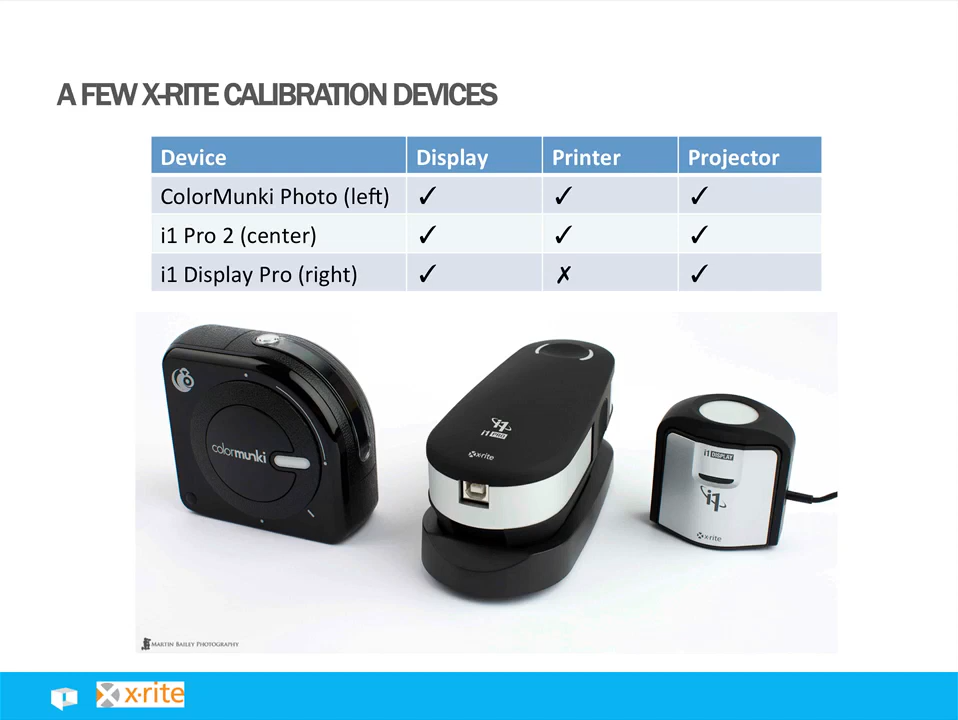 A FEW X-RITE CALIBRATION DEVICES
Device Display Printer Projector
ColorMunki Photo (left) ✓ ✓ ✓
i1 Pro 2 (center) ✓ ✓ ✓
i1 Display Pro (right) ✓ ✗ ✓
colormunki
i1
i1 PRO
x-rite
i1 DISPLAY
i1
x-rite
MARTIN BAILEY PHOTOGRAPHY
x-rite